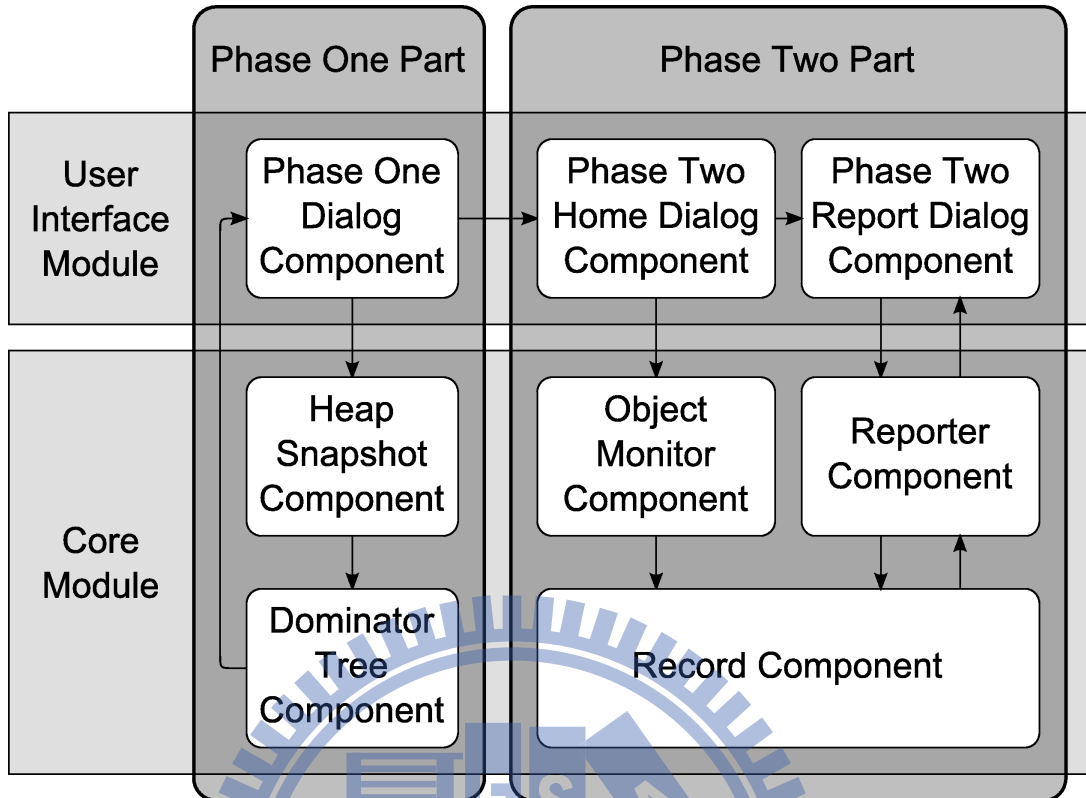 Phase One Part
Phase Two Part
User
Interface
Module
Phase One
Dialog
Component
Phase Two
Home Dialog
Component
Phase Two
Report Dialog
Component
Core
Module
Heap
Snapshot
Component
Object
Monitor
Component
Reporter
Component
Dominator
Tree
Component
Record Component